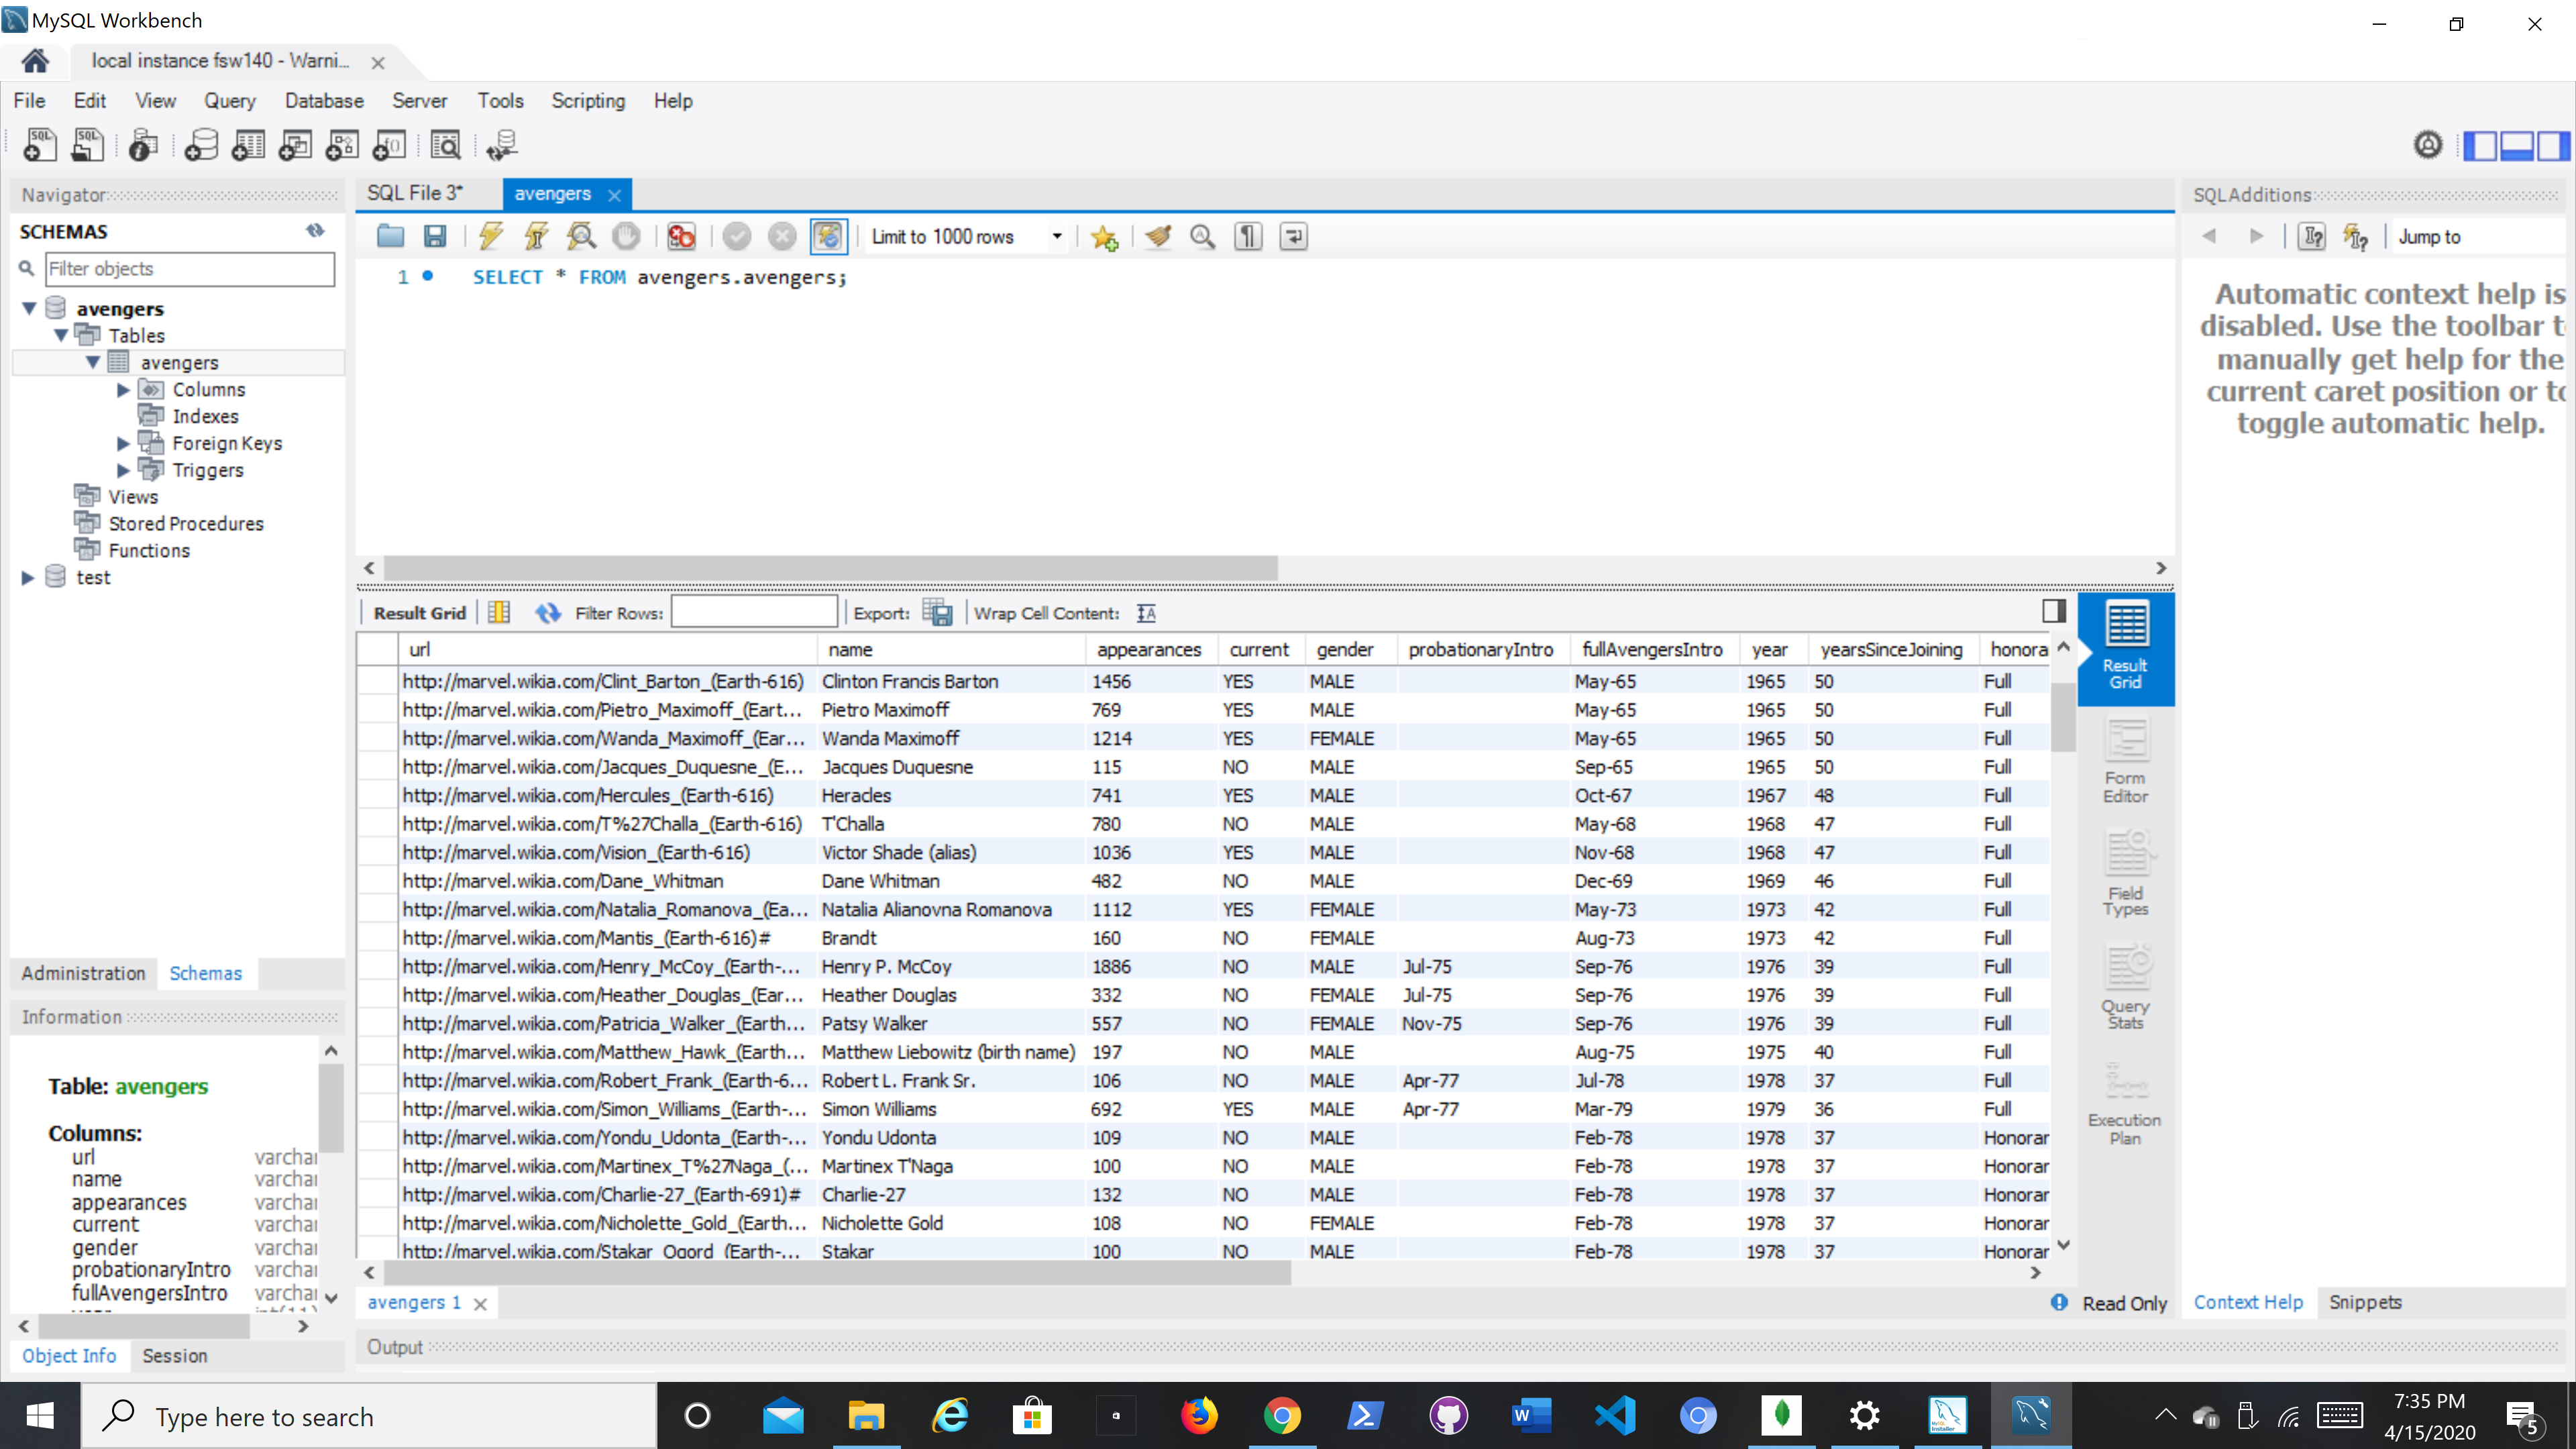 MySQL Workbench
local instance fsw140 - Warni...
File Edit View Query Database Server Tools Scripting Help
Navigator
SCHEMAS
Filter objects
avengers
Tables
avengers
Columns
Indexes
Foreign Keys
Triggers
Views
Stored Procedures
Functions
test
Administration Schemas
Information
Table: avengers
Columns:
url varchar
name varchar
appearances varchar
current varchar
gender varchar
probationaryIntro varchar
fullAvengersIntro varchar
Object Info Session
SQL File 3* avengers
Limit to 1000 rows
1 SELECT * FROM avengers.avengers;
Result Grid Filter Rows: Export: Wrap Cell Content:
url name appearances current gender probationaryIntro fullAvengersIntro year yearsSinceJoining honora
http://marvel.wikia.com/Clint_Barton_(Earth-616) Clinton Francis Barton 1456 YES MALE May-65 1965 50 Full
http://marvel.wikia.com/Pietro_Maximoff_(Eart... Pietro Maximoff 769 YES MALE May-65 1965 50 Full
http://marvel.wikia.com/Wanda_Maximoff_(Ear... Wanda Maximoff 1214 YES FEMALE May-65 1965 50 Full
http://marvel.wikia.com/Jacques_Duquesne_(E... Jacques Duquesne 115 NO MALE Sep-65 1965 50 Full
http://marvel.wikia.com/Hercules_(Earth-616) Heracles 741 YES MALE Oct-67 1967 48 Full
http://marvel.wikia.com/T%27Challa_(Earth-616) T'Challa 780 NO MALE May-68 1968 47 Full
http://marvel.wikia.com/Vision_(Earth-616) Victor Shade (alias) 1036 YES MALE Nov-68 1968 47 Full
http://marvel.wikia.com/Dane_Whitman Dane Whitman 482 NO MALE Dec-69 1969 46 Full
http://marvel.wikia.com/Natalia_Romanova_(Ea... Natalia Alianovna Romanova 1112 YES FEMALE May-73 1973 42 Full
http://marvel.wikia.com/Mantis_(Earth-616)# Brandt 160 NO FEMALE Aug-73 1973 42 Full
http://marvel.wikia.com/Henry_McCoy_(Earth-... Henry P. McCoy 1886 NO MALE Jul-75 Sep-76 1976 39 Full
http://marvel.wikia.com/Heather_Douglas_(Ear... Heather Douglas 332 NO FEMALE Jul-75 Sep-76 1976 39 Full
http://marvel.wikia.com/Patricia_Walker_(Earth... Patsy Walker 557 NO FEMALE Nov-75 Sep-76 1976 39 Full
http://marvel.wikia.com/Matthew_Hawk_(Earth... Matthew Liebowitz (birth name) 197 NO MALE Aug-75 1975 40 Full
http://marvel.wikia.com/Robert_Frank_(Earth-6... Robert L. Frank Sr. 106 NO MALE Apr-77 Jul-78 1978 37 Full
http://marvel.wikia.com/Simon_Williams_(Earth-... Simon Williams 692 YES MALE Apr-77 Mar-79 1979 36 Full
http://marvel.wikia.com/Yondu_Udonta_(Earth-... Yondu Udonta 109 NO MALE Feb-78 1978 37 Honorar
http://marvel.wikia.com/Martinex_T%27Naga_(... Martinex T'Naga 100 NO MALE Feb-78 1978 37 Honorar
http://marvel.wikia.com/Charlie-27_(Earth-691)# Charlie-27 132 NO MALE Feb-78 1978 37 Honorar
http://marvel.wikia.com/Nicholette_Gold_(Earth... Nicholette Gold 108 NO FEMALE Feb-78 1978 37 Honorar
http://marvel.wikia.com/Stakar_Ogord_(Earth-... Stakar 100 NO MALE Feb-78 1978 37 Honorar
avengers 1
Read Only
Output
Result
Grid
Form
Editor
Field
Types
Query
Stats
Execution
Plan
SQLAdditions
Jump to
Automatic context help is
disabled. Use the toolbar t
manually get help for the
current caret position or to
toggle automatic help.
Context Help Snippets
Type here to search
7:35 PM
4/15/2020
5